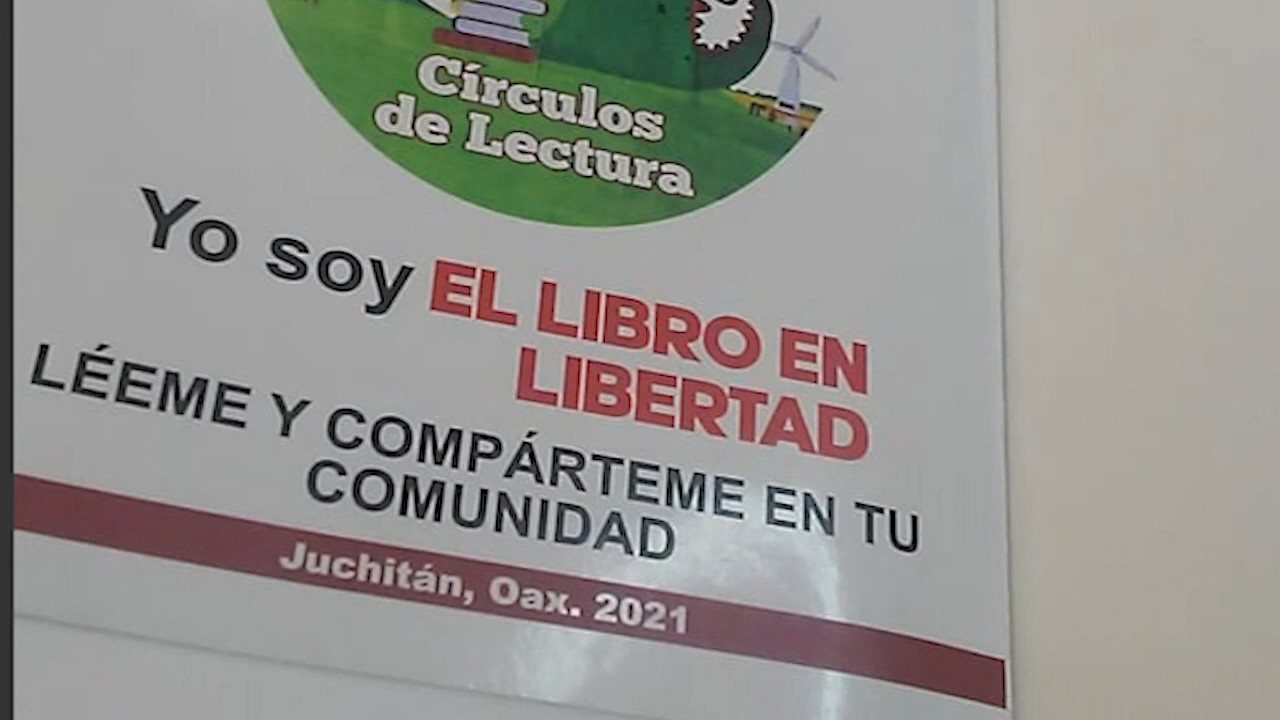 Círculos
de Lectura
Yo soy EL LIBRO EN
LIBERTAD
LÉEME Y COMPÁRTEME EN TU
COMUNIDAD
Juchitán, Oax. 2021